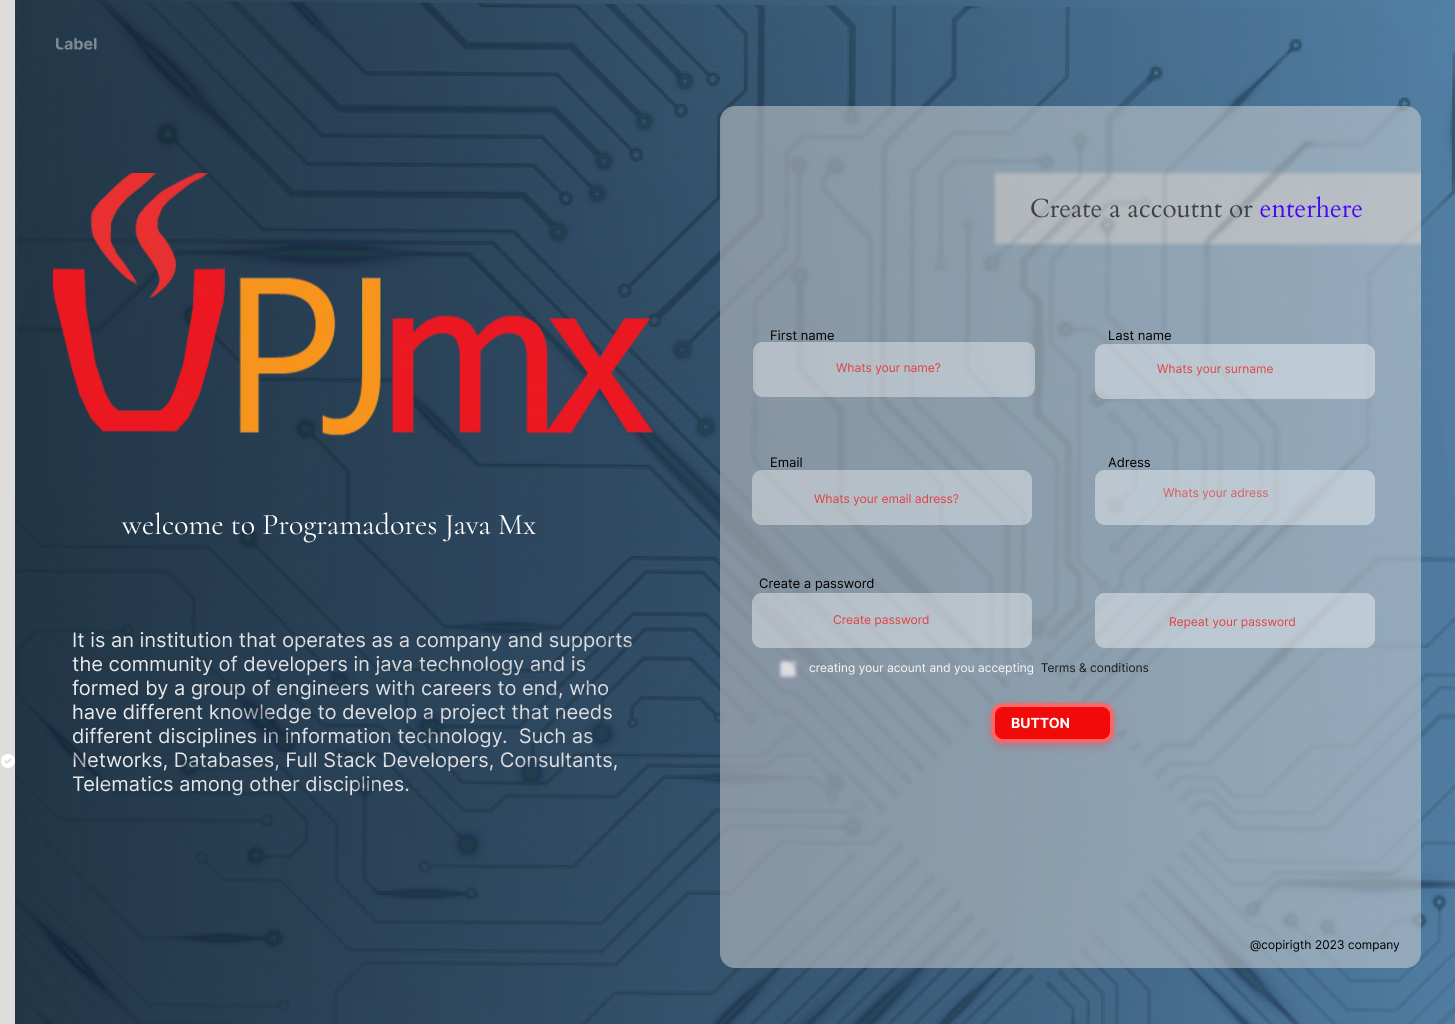 Label
UPJmx
welcome to Programadores Java Mx
It is an institution that operates as a company and supports
the community of developers in java technology and is
formed by a group of engineers with careers to end, who
have different knowledge to develop a project that needs
different disciplines in information technology.  Such as
Networks, Databases, Full Stack Developers, Consultants,
Telematics among other disciplines.
Create a accoutnt or enterhere
First name
Whats your name?
Last name
Whats your surname
Email
Whats your email adress?
Adress
Whats your adress
Create a password
Create password
Repeat your password
creating your acount and you accepting Terms & conditions
BUTTON
@copirigth 2023 company